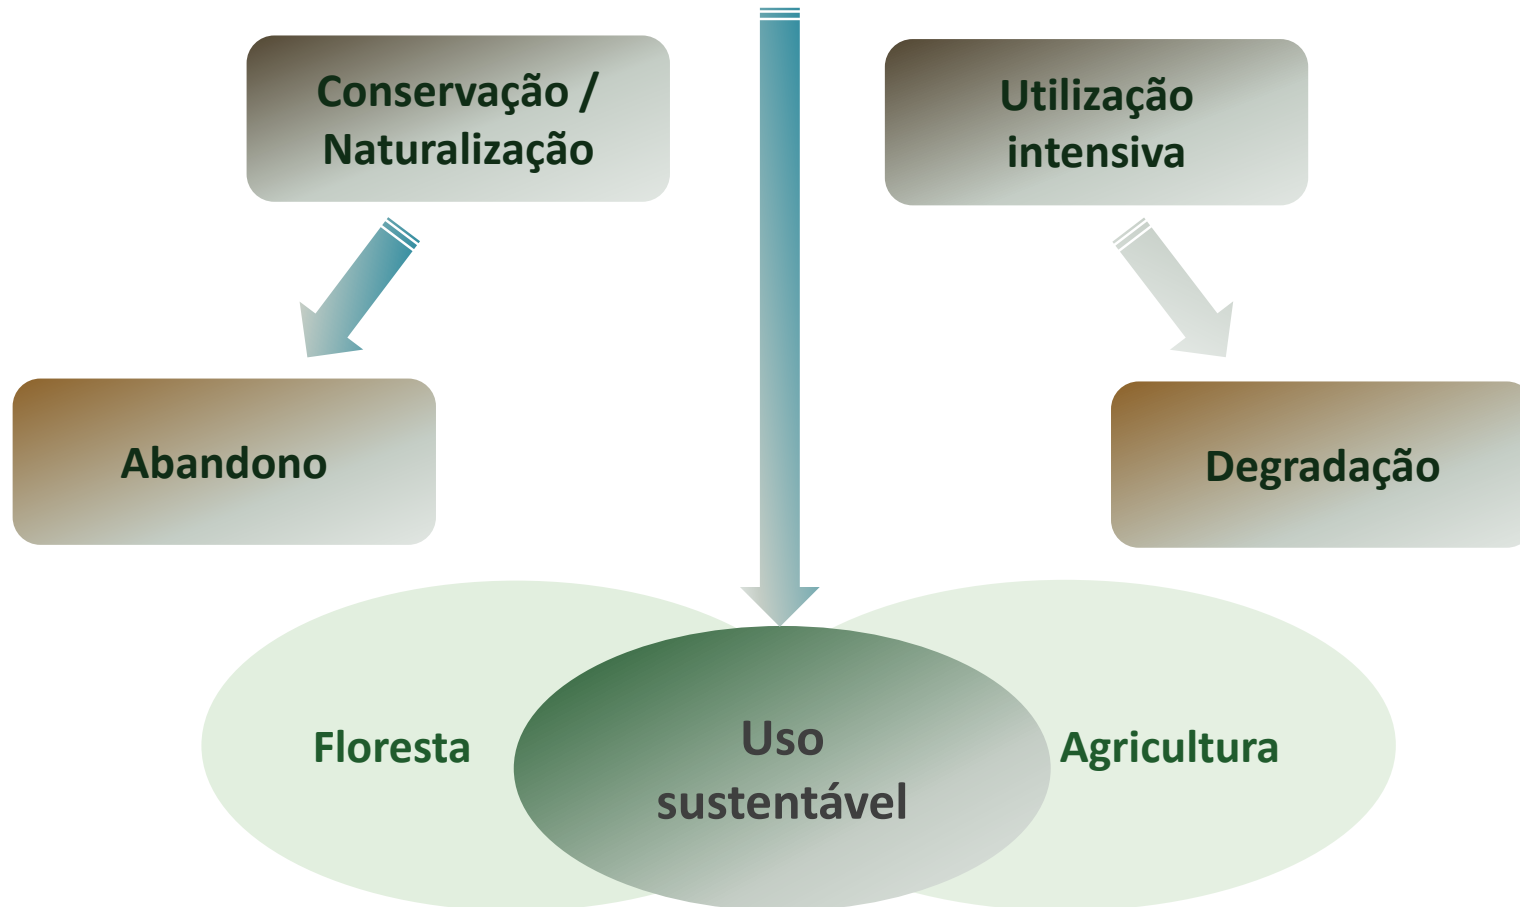 Conservação /
Naturalização
Utilização
intensiva
Abandono
Degradação
Floresta
Uso
sustentável
Agricultura